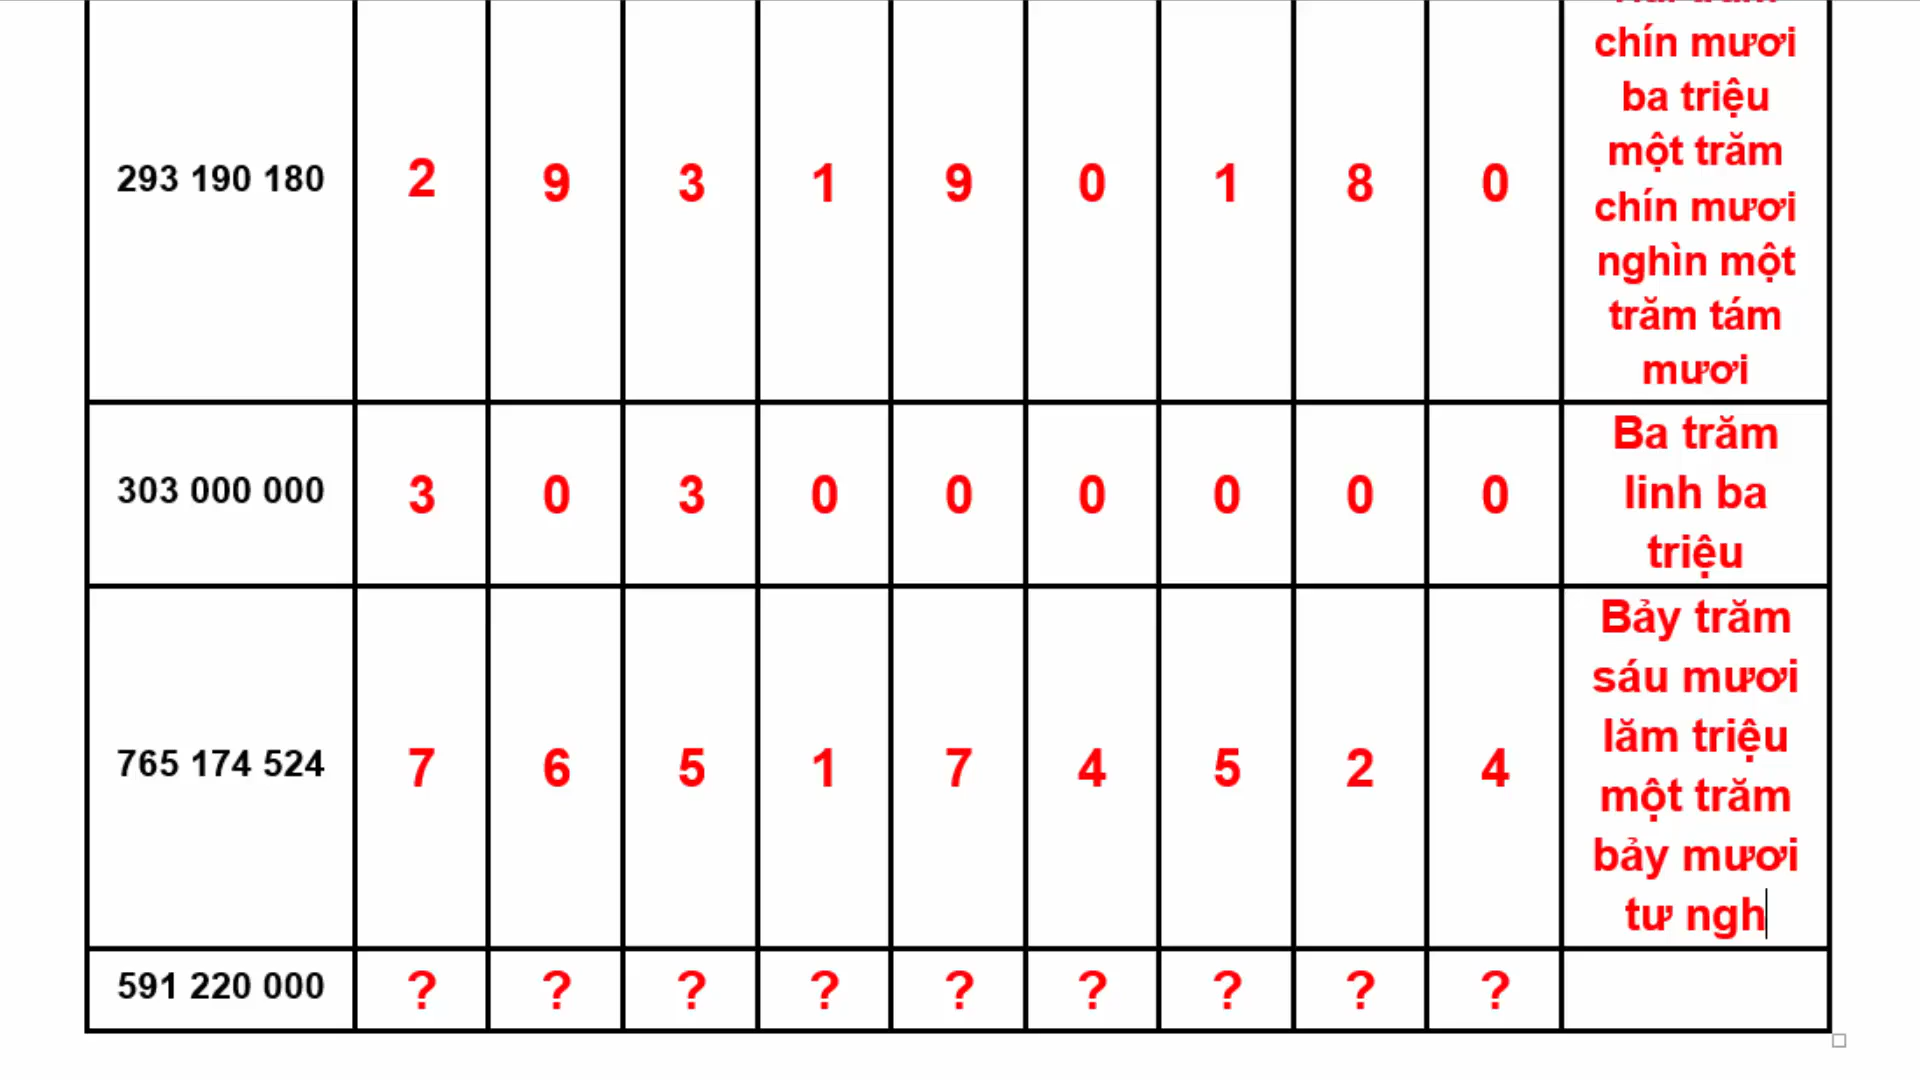 chín mươi
ba triệu
một trăm
293 190 180 2 9 3 1 9 0 1 8 0
chín mươi
nghìn một
trăm tám
mươi
Ba trăm
303 000 000 3 0 3 0 0 0 0 0 0
linh ba
triệu
Bảy trăm
sáu mươi
lăm triệu
765 174 524 7 6 5 1 7 4 5 2 4
một trăm
bảy mươi
tư ngh
591 220 000 ? ? ? ? ? ? ? ? ?